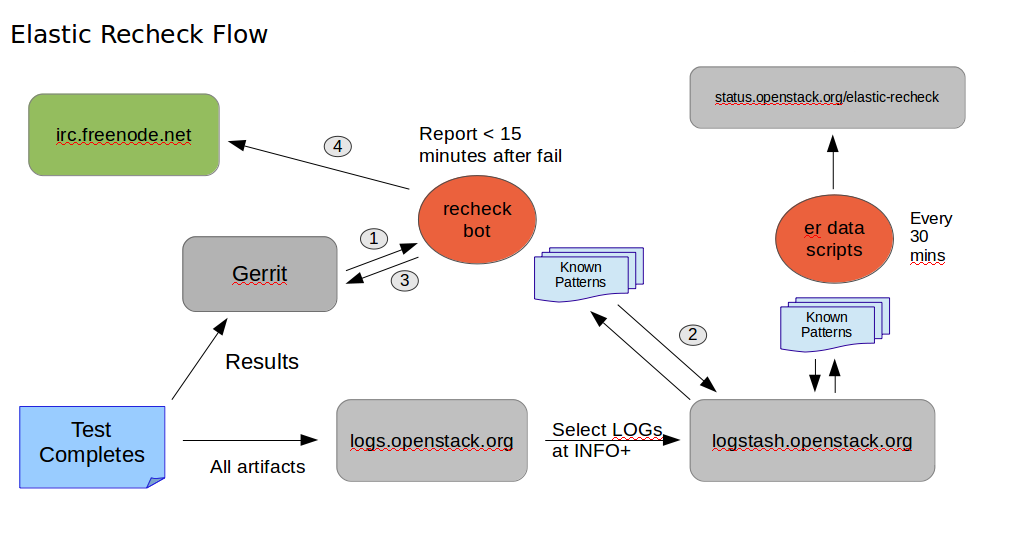 Elastic Recheck Flow
status.openstack.org/elastic-recheck
irc.freenode.net
4
Report < 15
minutes after fail
recheck
bot
er data
scripts
Every
30
mins
1
3
Gerrit
Known
Patterns
Known
Patterns
2
Results
Test
Completes
All artifacts
logs.openstack.org
Select LOGs
at INFO+
logstash.openstack.org